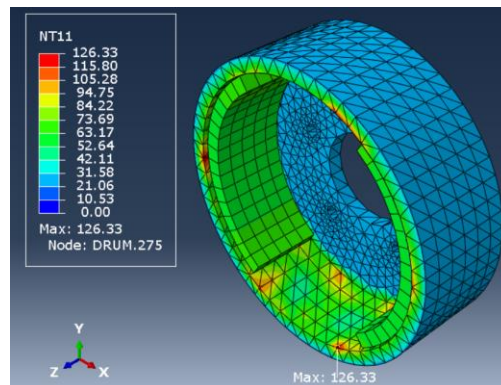 NT11
126.33
115.80
105.28
94.75
84.22
73.69
63.17
52.64
42.11
31.58
21.06
10.53
0.00
Max: 126.33
Node: DRUM.275
Y
Z X
Max: 126.33